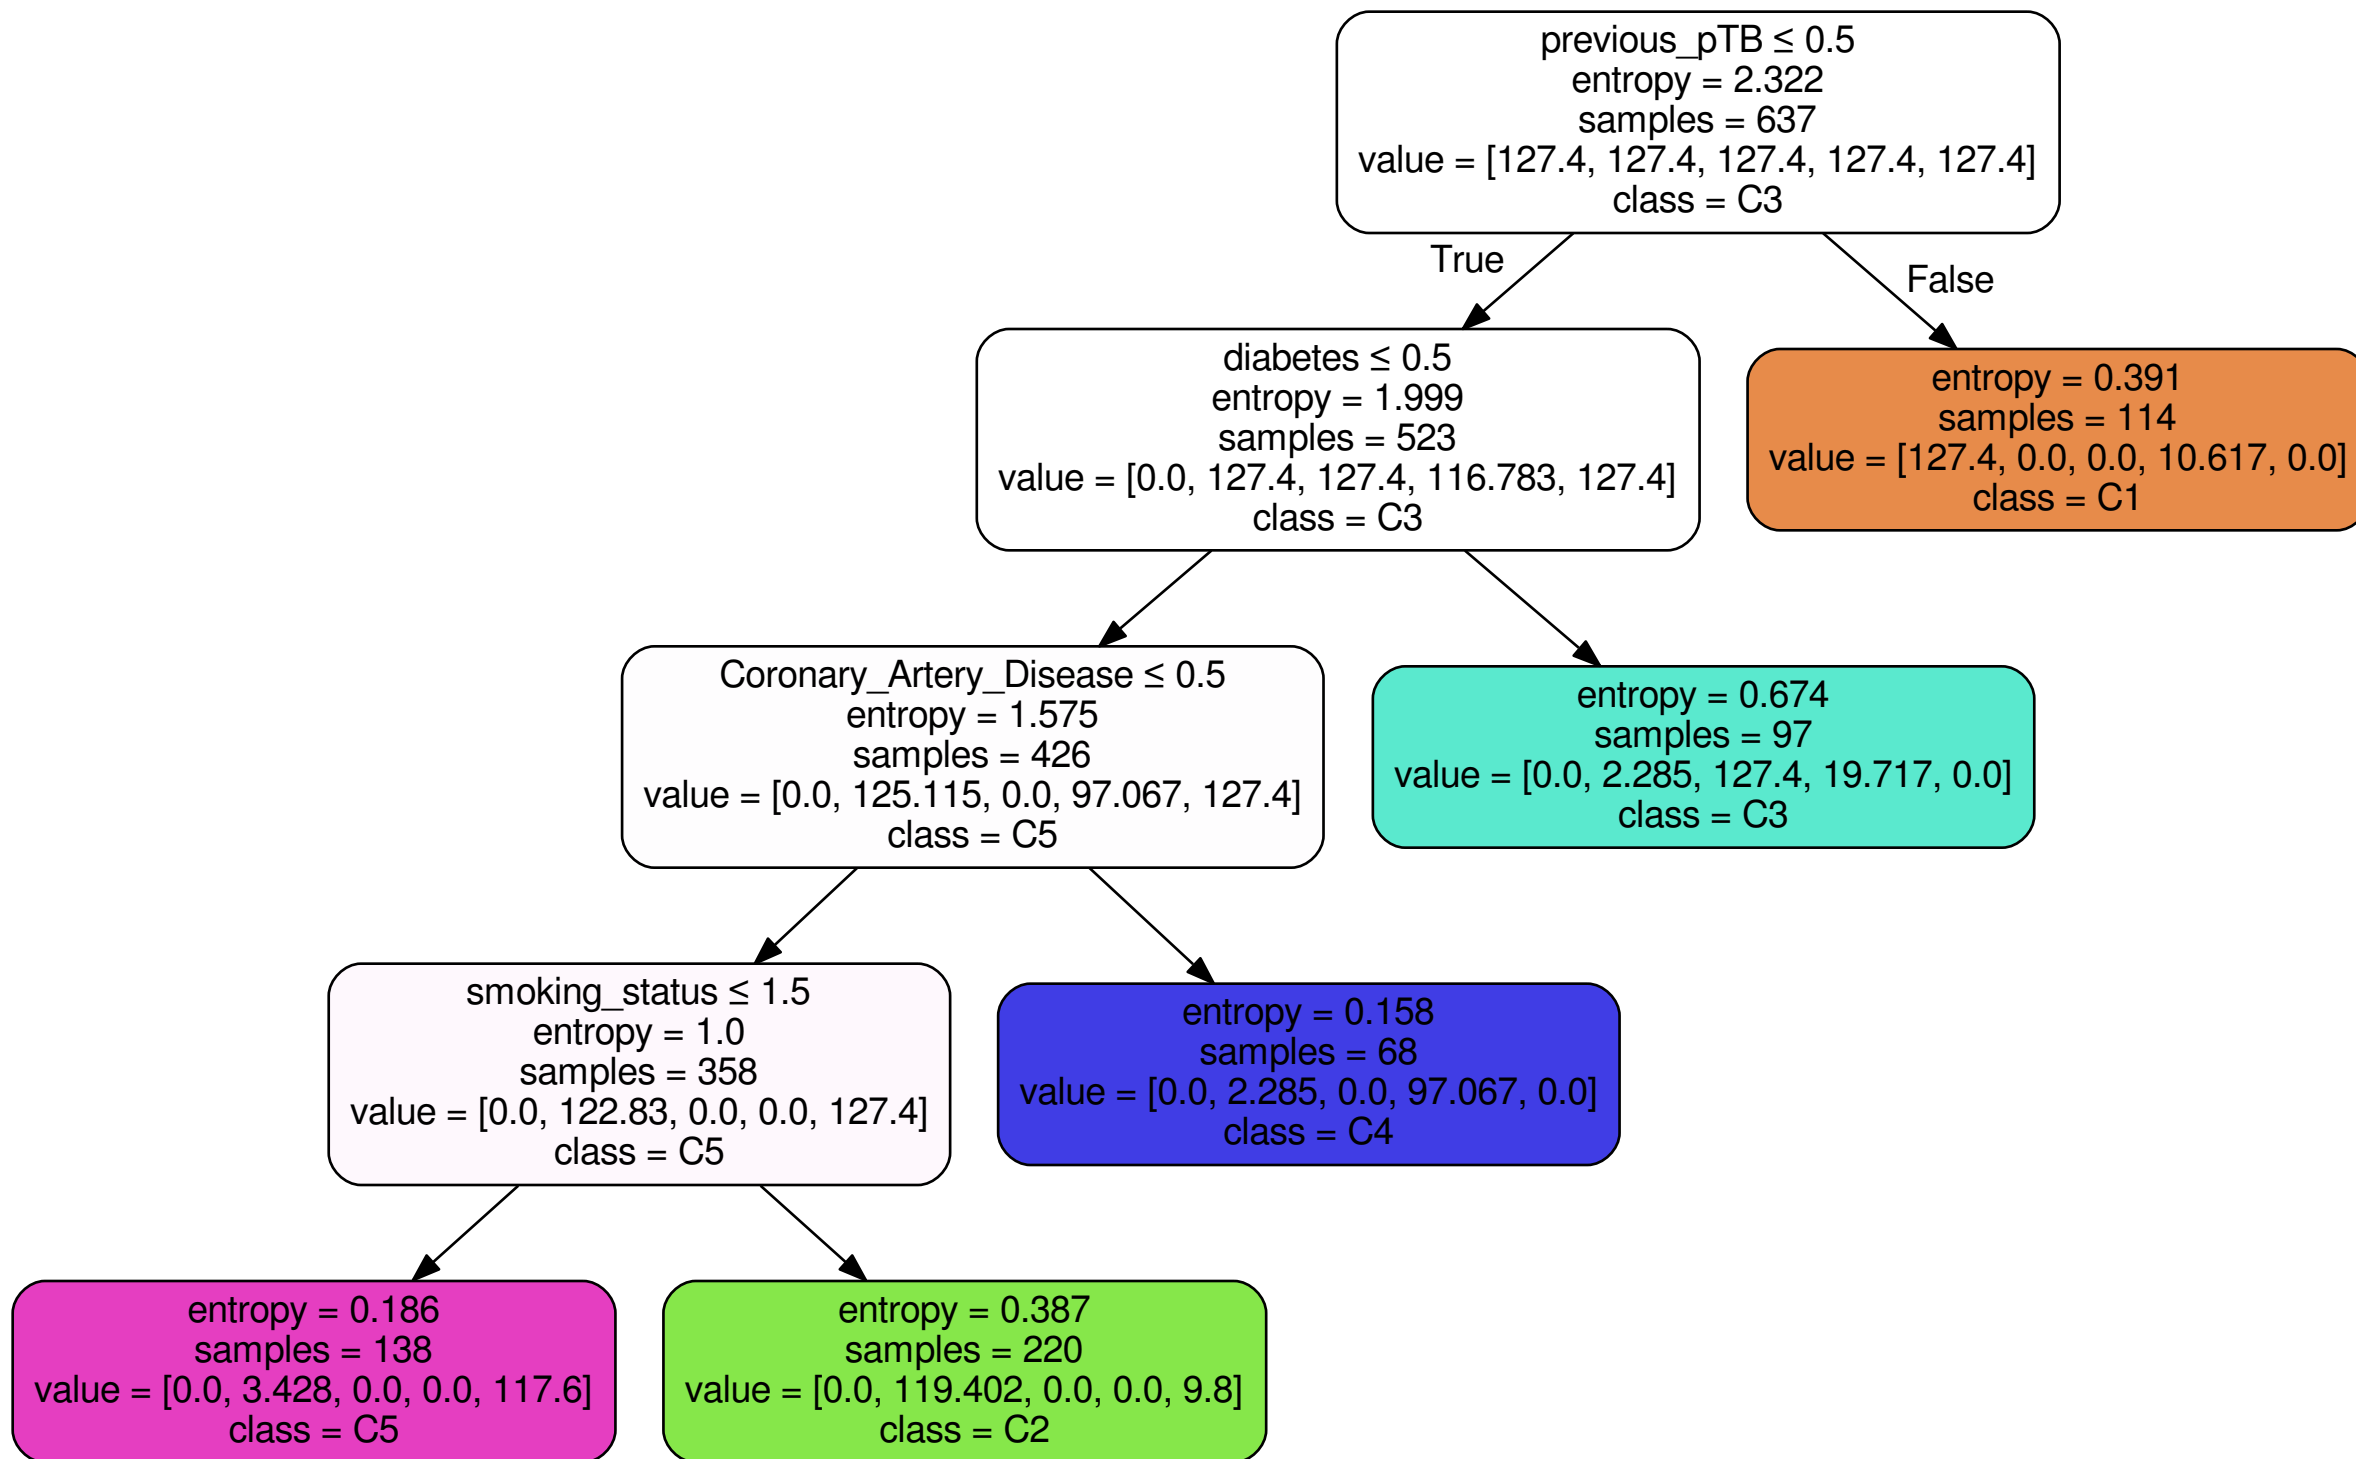 previous_pTB ≤ 0.5
entropy = 2.322
samples = 637
value = [127.4, 127.4, 127.4, 127.4, 127.4]
class = C3
True
False
diabetes ≤ 0.5
entropy = 1.999
samples = 523
value = [0.0, 127.4, 127.4, 116.783, 127.4]
class = C3
entropy = 0.391
samples = 114
value = [127.4, 0.0, 0.0, 10.617, 0.0]
class = C1
Coronary_Artery_Disease ≤ 0.5
entropy = 1.575
samples = 426
value = [0.0, 125.115, 0.0, 97.067, 127.4]
class = C5
entropy = 0.674
samples = 97
value = [0.0, 2.285, 127.4, 19.717, 0.0]
class = C3
smoking_status ≤ 1.5
entropy = 1.0
samples = 358
value = [0.0, 122.83, 0.0, 0.0, 127.4]
class = C5
entropy = 0.158
samples = 68
value = [0.0, 2.285, 0.0, 97.067, 0.0]
class = C4
entropy = 0.186
samples = 138
value = [0.0, 3.428, 0.0, 0.0, 117.6]
class = C5
entropy = 0.387
samples = 220
value = [0.0, 119.402, 0.0, 0.0, 9.8]
class = C2